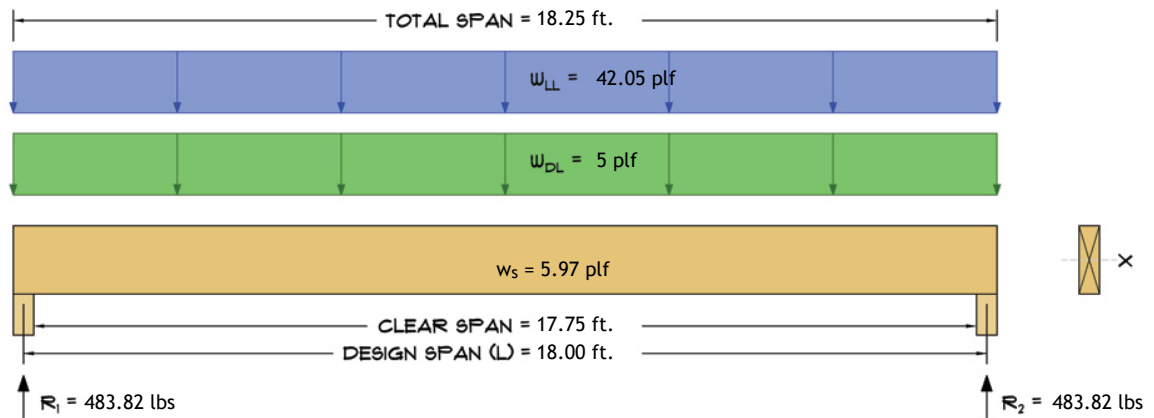 TOTAL SPAN = 18.25 ft.
WLL = 42.05 plf
WDL = 5 plf
ws = 5.97 plf
X
CLEAR SPAN = 17.75 ft.
DESIGN SPAN (L) = 18.00 ft.
R1 = 483.82 lbs
R2 = 483.82 lbs